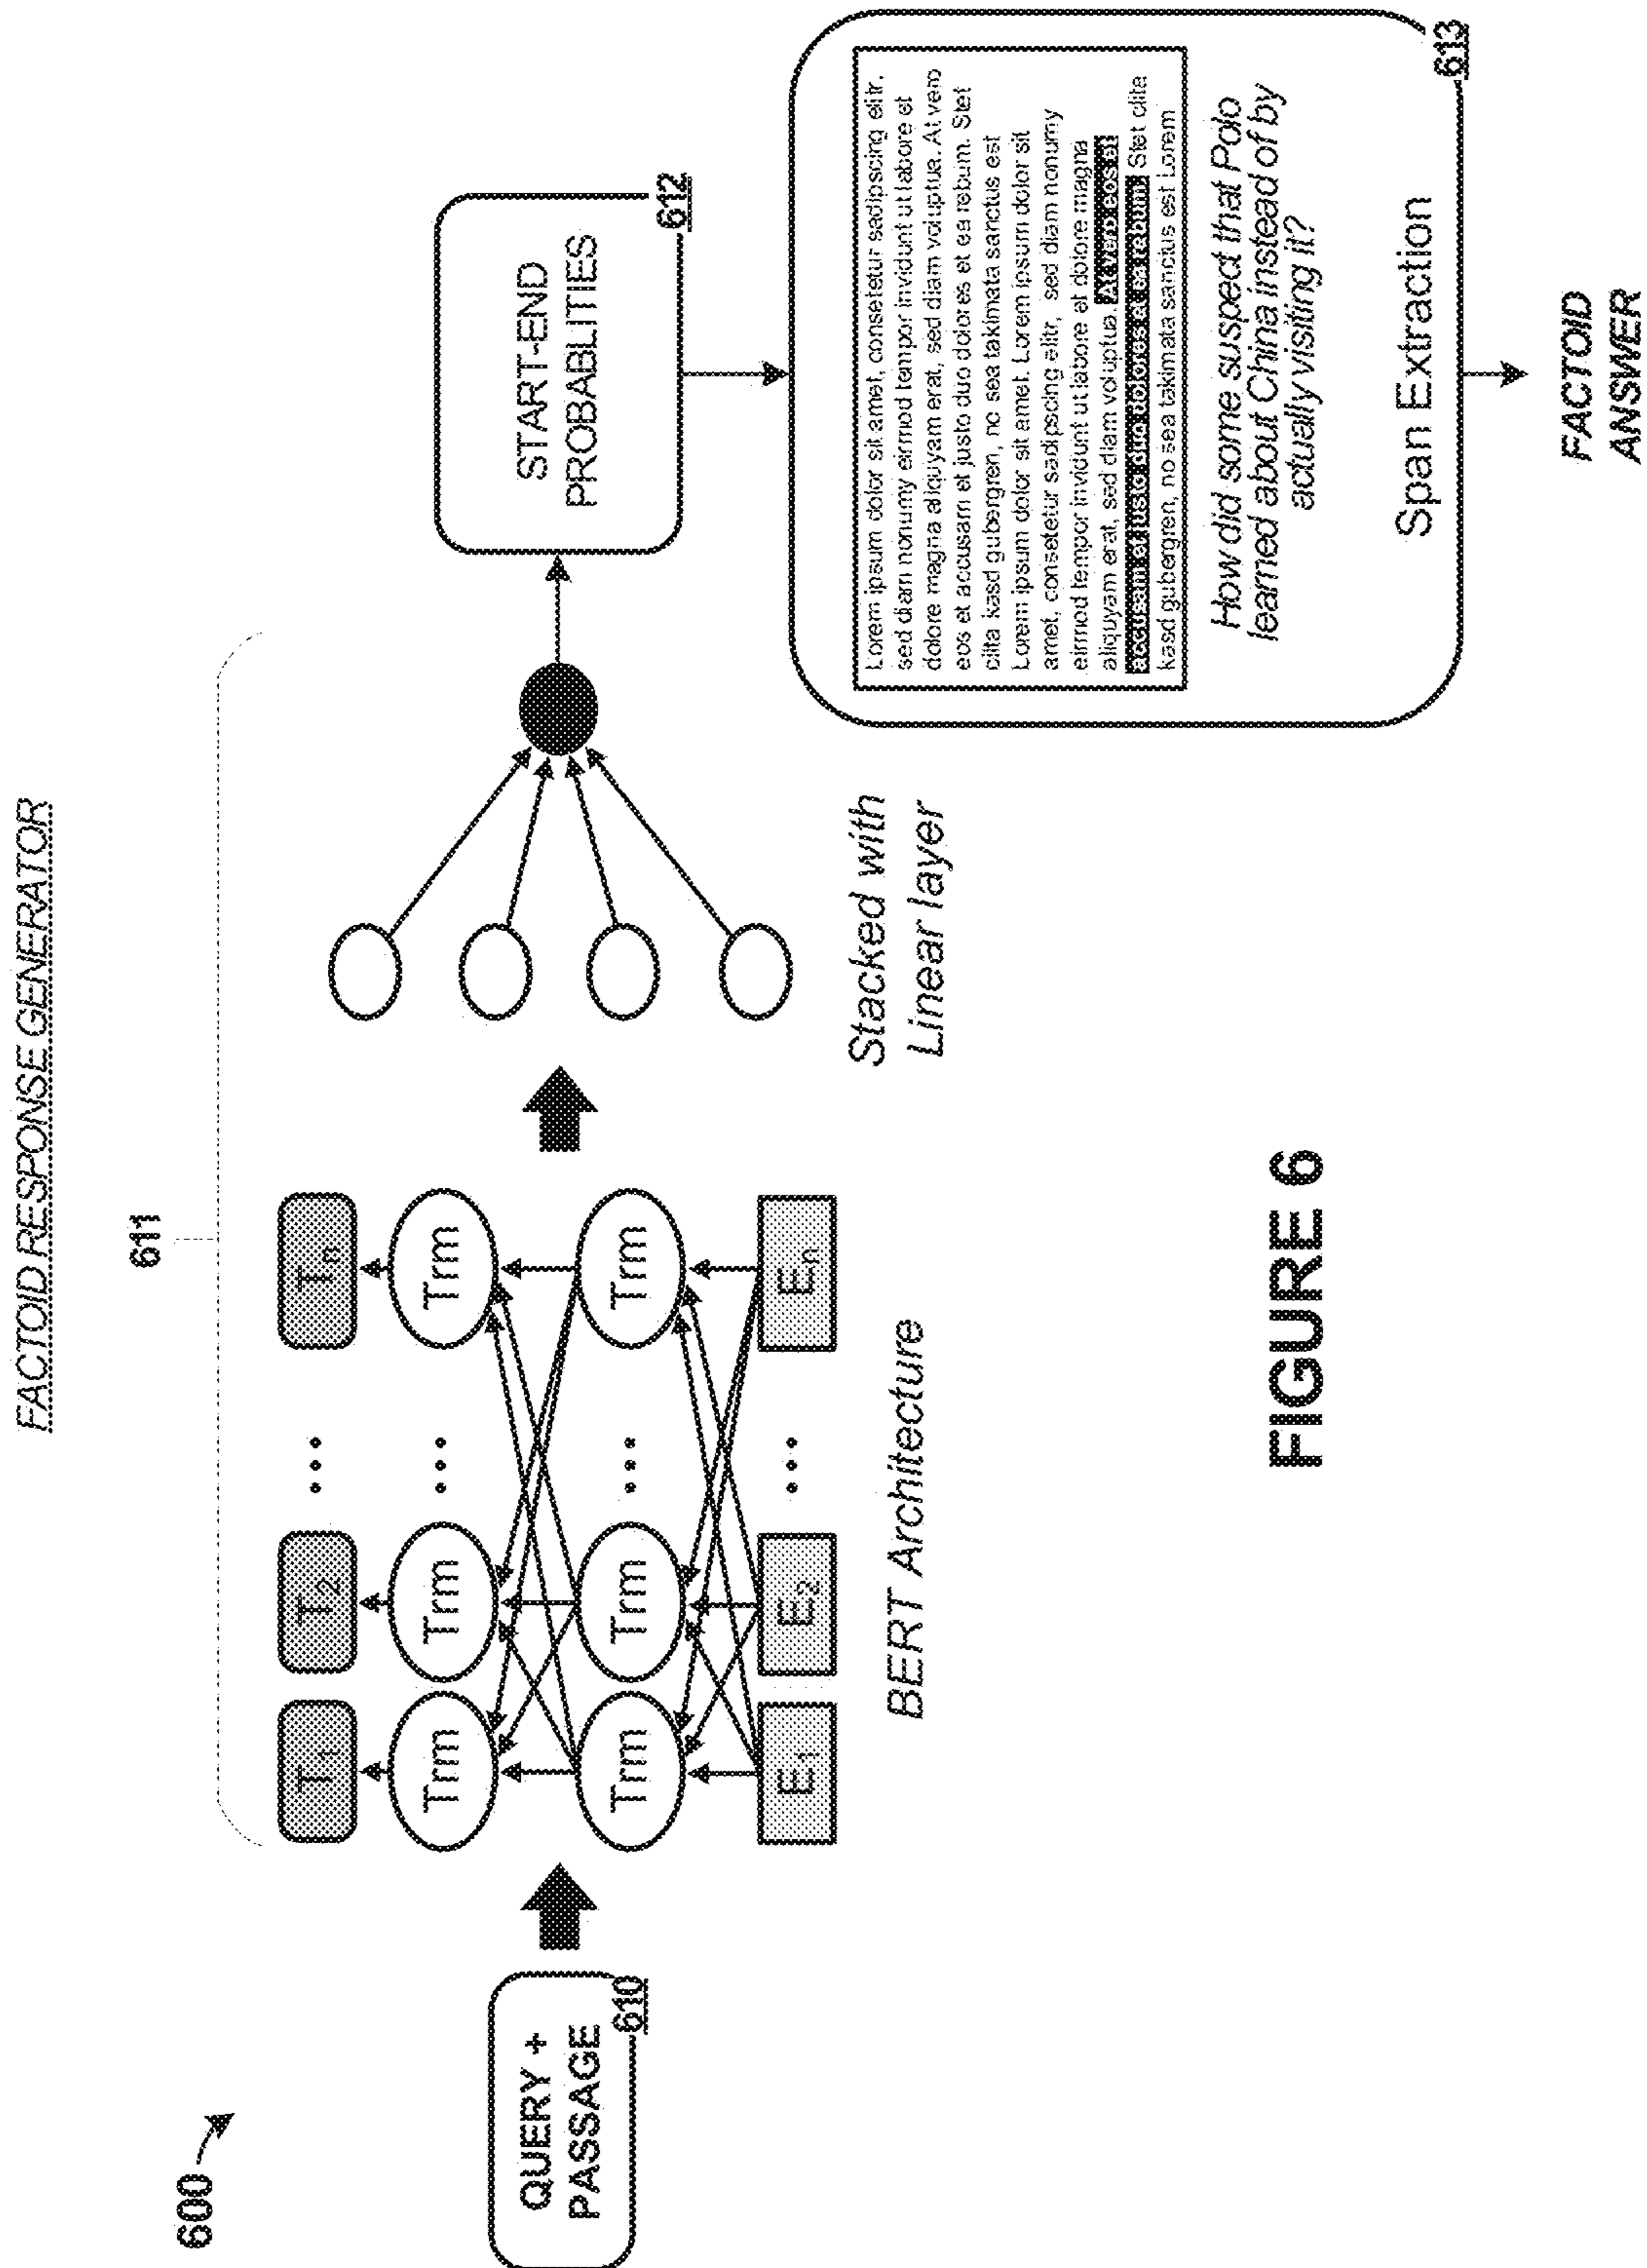 FACTOID RESPONSE GENERATOR
600
611
QUERY +
PASSAGE
610
T1 T2 ... Tn
Trm Trm ... Trm
Trm Trm ... Trm
E1 E2 ... En
BERT Architecture
Stacked with
Linear layer
START-END
PROBABLITIES
612
Lorem ipsum dolor sit amet, consetetur sadipscing elitr,
sed diam nonumy eirmod tempor invidunt ut labore et
dolore magna aliquyam erat, sed diam voluptua. At vero
eos et accusam et justo duo dolores et ea rebum. Stet
clita kasd gubergren, no sea takimata sanctus est
Lorem ipsum dolor sit amet. Lorem ipsum dolor sit
amet, consetetur sadipscing elitr, sed diam nonumy
eirmod tempor invidunt ut labore et dolore magna
aliquyam erat, sed diam voluptua. At vero eos et
accusam et justo duo dolores et ea rebum. Stet clita
kasd gubergren, no sea takimata sanctus est Lorem
How did some suspect that Polo
learned about China instead of by
actually visiting it?
Span Extraction
613
FACTOID
ANSWER
FIGURE 6